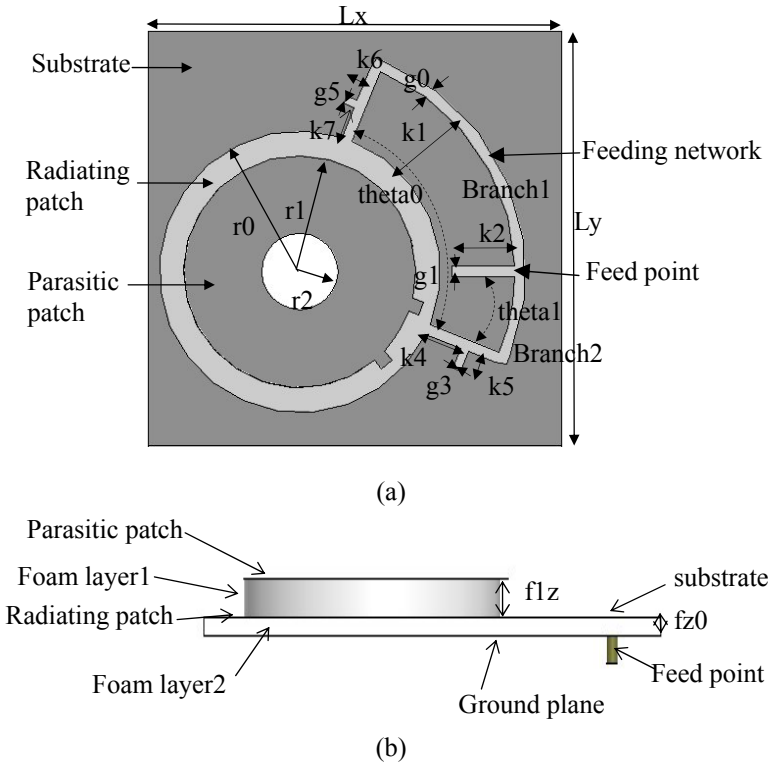 Lx
Substrate
k6
g5
g0
k7
k1
Feeding network
Radiating
patch
theta0
Branch1
r0
r1
k2
Ly
Parasitic
patch
g1
Feed point
r2
theta1
k4
Branch2
g3
k5
(a)
Parasitic patch
Foam layer1
f1z
substrate
Radiating patch
fz0
Foam layer2
Feed point
Ground plane
(b)